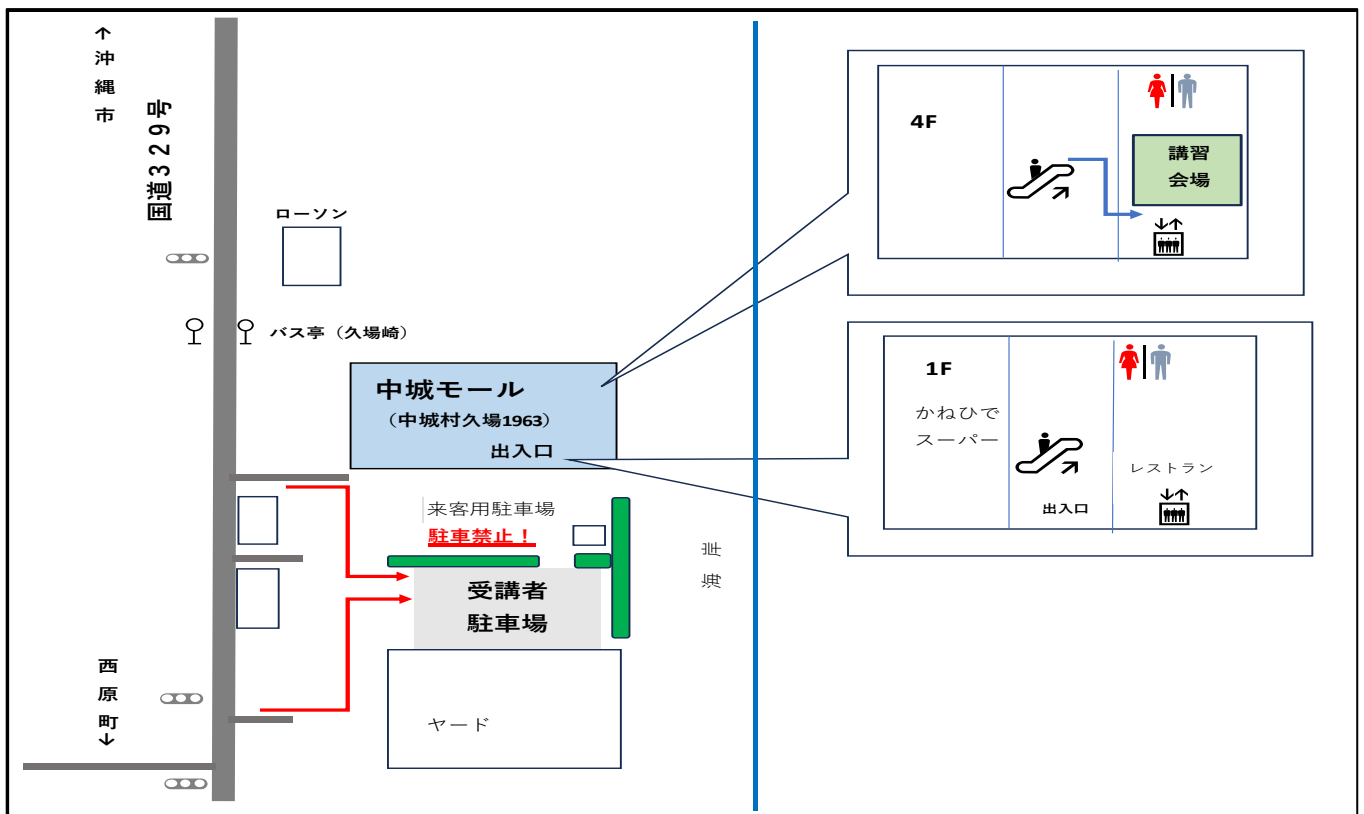 ↑沖縄市
国道329号
ローソン
バス亭（久場崎）
中城モール
（中城村久場1963）
出入口
来客用駐車場
駐車禁止！
受講者
駐車場
ヤード
西原町↓
海岸
4F
講習
会場
1F
かねひで
スーパー
レストラン
出入口